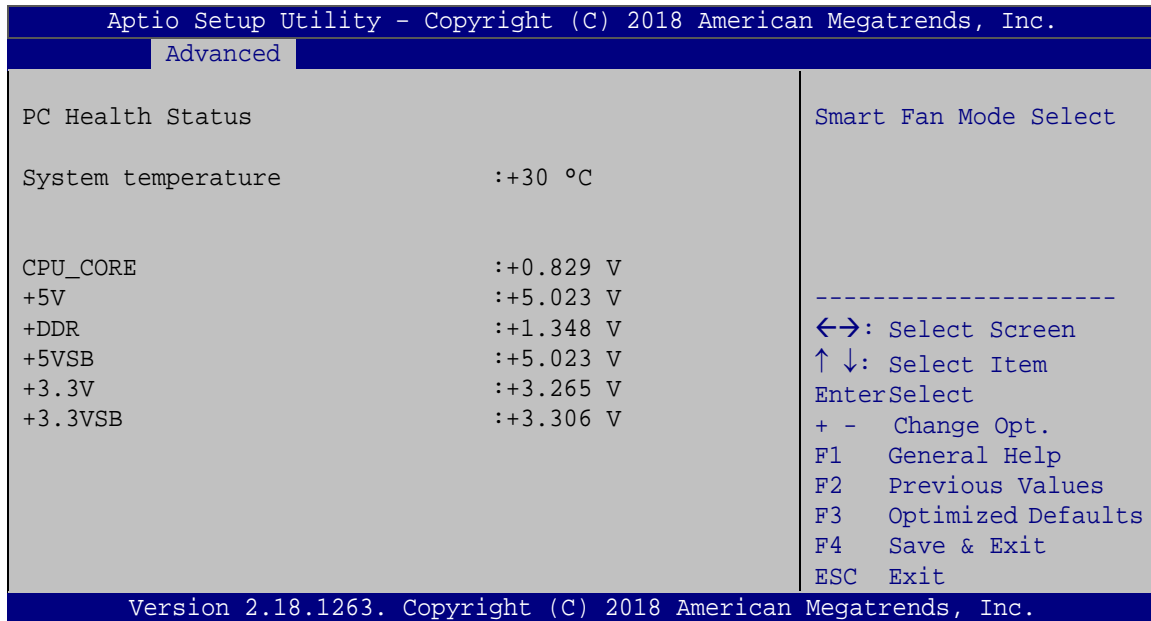 Aptio Setup Utility – Copyright (C) 2018 American Megatrends, Inc.
Advanced
PC Health Status
System temperature :+30 ºC
CPU_CORE :+0.829 V
+5V :+5.023 V
+DDR :+1.348 V
+5VSB :+5.023 V
+3.3V :+3.265 V
+3.3VSB :+3.306 V
Smart Fan Mode Select
---------------------
←→: Select Screen
↑ ↓: Select Item
EnterSelect
+ - Change Opt.
F1 General Help
F2 Previous Values
F3 Optimized Defaults
F4 Save & Exit
ESC Exit
Version 2.18.1263. Copyright (C) 2018 American Megatrends, Inc.